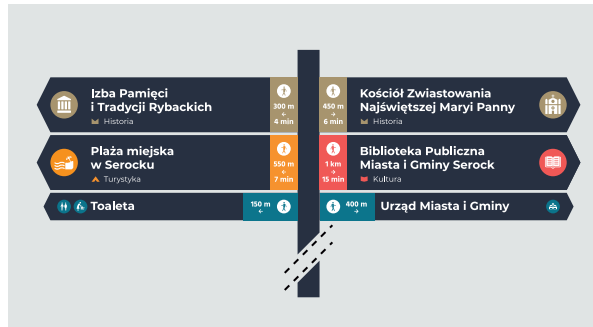 Izba Pamięci
i Tradycji Rybackich
Historia
300 m
←
4 min
450 m
→
6 min
Kościół Zwiastowania
Najświętszej Maryi Panny
Historia
Plaża miejska
w Serocku
Turystyka
550 m
←
7 min
1 km
→
15 min
Biblioteka Publiczna
Miasta i Gminy Serock
Kultura
Toaleta
150 m
←
400 m
←
Urząd Miasta i Gminy